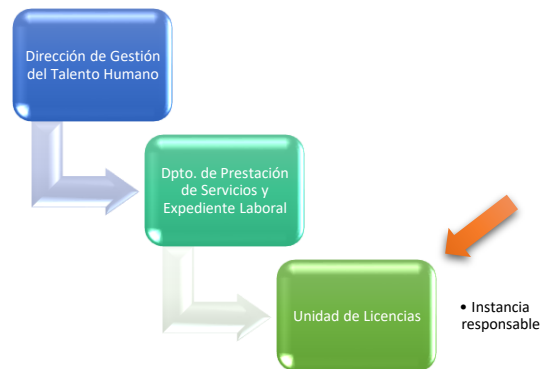 Dirección de Gestión
del Talento Humano
Dpto. de Prestación
de Servicios y
Expediente Laboral
Unidad de Licencias
• Instancia
responsable